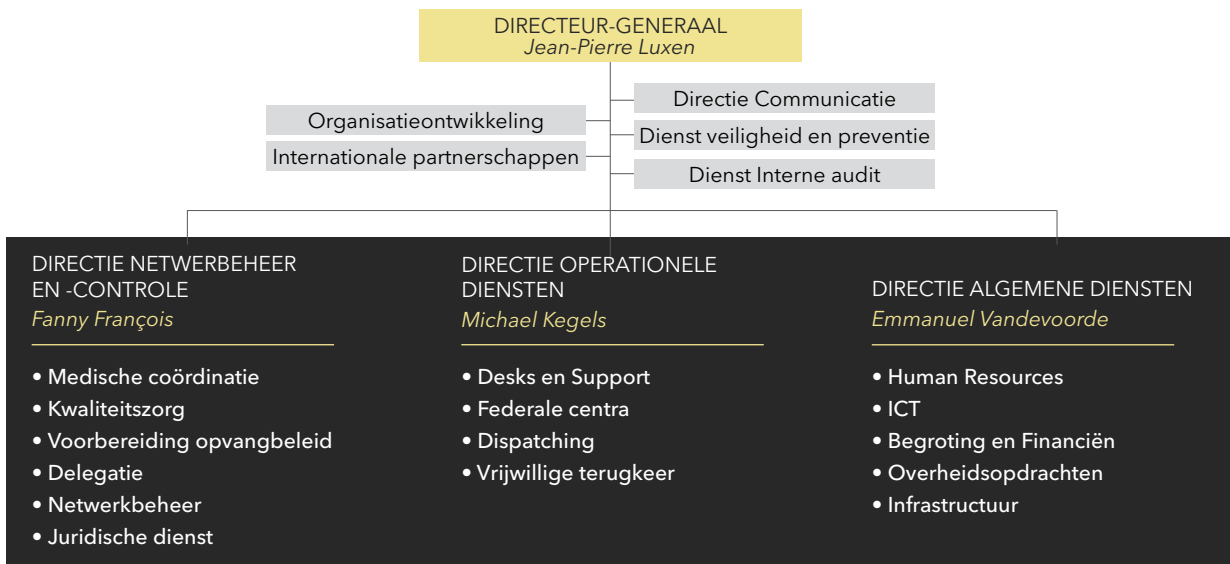 DIRECTEUR-GENERAAL
Jean-Pierre Luxen
Directie Communicatie
Organisatieontwikkeling
Dienst veiligheid en preventie
Internationale partnerschappen
Dienst Interne audit
DIRECTIE NETWERBEHEER
EN -CONTROLE
Fanny François
• Medische coördinatie
• Kwaliteitszorg
• Voorbereiding opvangbeleid
• Delegatie
• Netwerkbeheer
• Juridische dienst
DIRECTIE OPERATIONELE
DIENSTEN
Michael Kegels
• Desks en Support
• Federale centra
• Dispatching
• Vrijwillige terugkeer
DIRECTIE ALGEMENE DIENSTEN
Emmanuel Vandevoorde
• Human Resources
• ICT
• Begroting en Financiën
• Overheidsopdrachten
• Infrastructuur